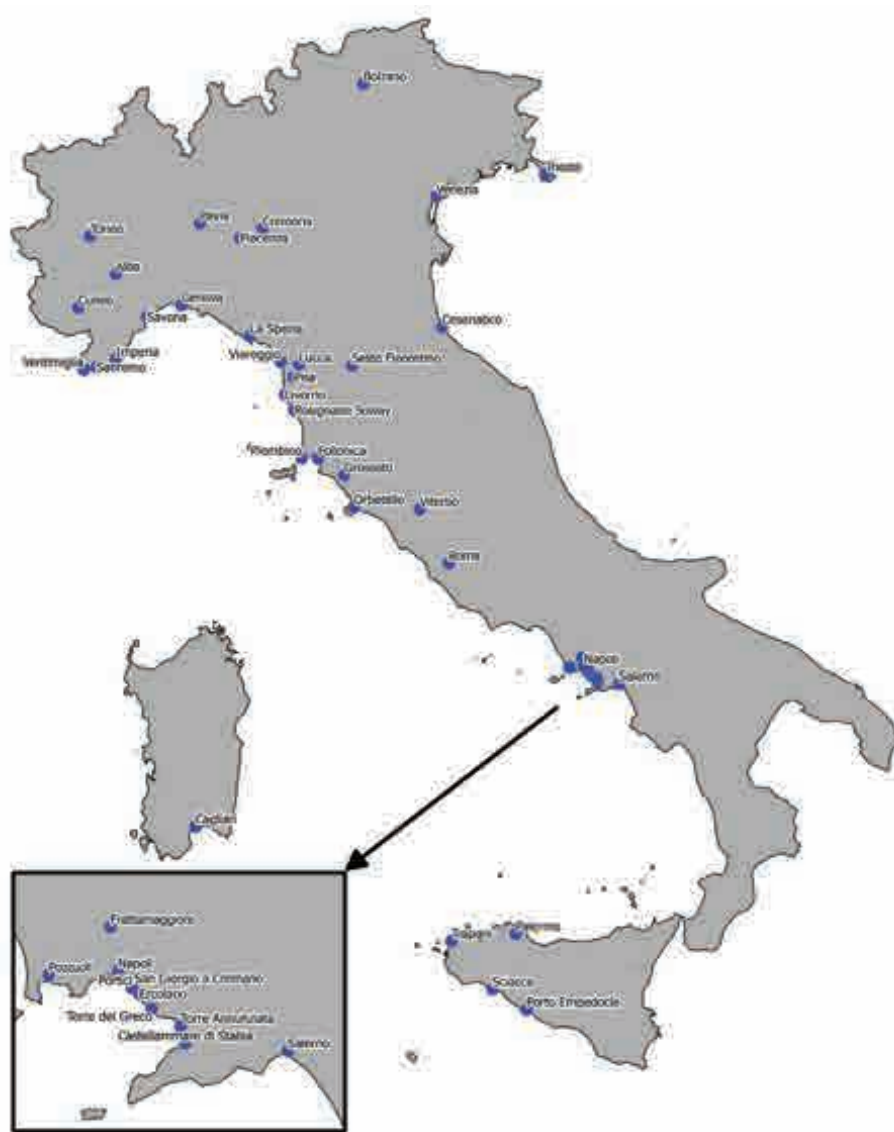 Bolzano
Trieste
Venezia
Pavia
Cremona
Torino
Piacenza
Alba
Cuneo
Genova
Savona
La Spezia
Cesenatico
Imperia
Ventimiglia
Sanremo
Viareggio
Lucca
Sesto Fiorentino
Pisa
Livorno
Rosignano Solvay
Piombino
Follonica
Grosseto
Orbetello
Viterbo
Roma
Napoli
Salerno
Cagliari
Trapani
Sciacca
Porto Empedocle
Frattamaggiore
Pozzuoli
Napoli
Portici
San Giorgio a Cremano
Ercolano
Torre del Greco
Torre Annunziata
Castellammare di Stabia
Salerno